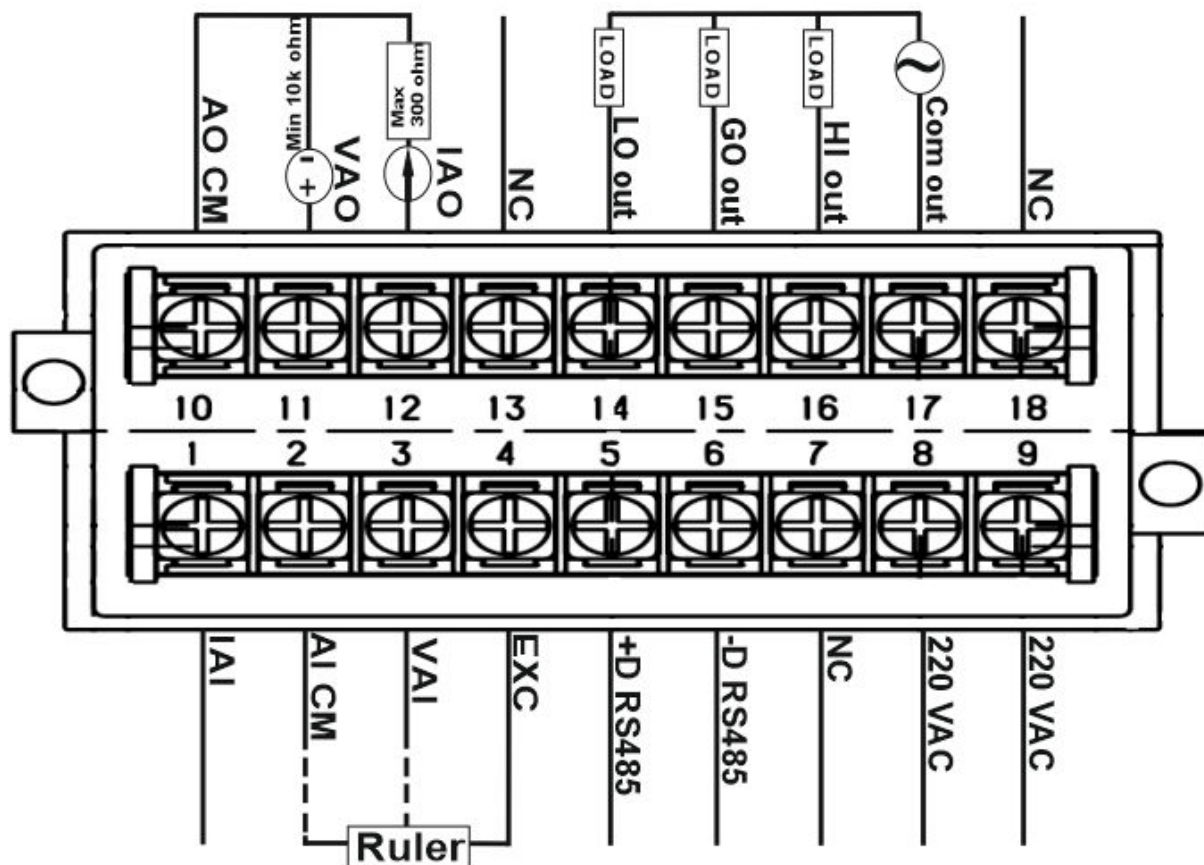 AO CM
Min 10k ohm
VAO
- +
Max
300 ohm
IAO
NC
LOAD
LO out
LOAD
GO out
LOAD
HI out
Com out
NC
10 11 12 13 14 15 16 17 18
1 2 3 4 5 6 7 8 9
IAI
AI CM
VAI
EXC
+D RS485
-D RS485
NC
220 VAC
220 VAC
Ruler